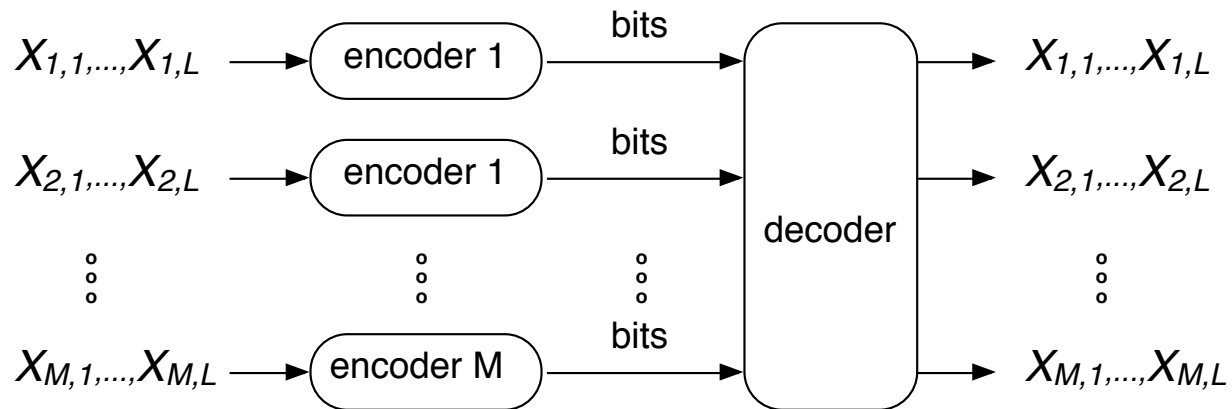 X1,1,...,X1,L encoder 1 bits X1,1,...,X1,L
X2,1,...,X2,L encoder 1 bits X2,1,...,X2,L
decoder
XM,1,...,XM,L encoder M bits XM,1,...,XM,L